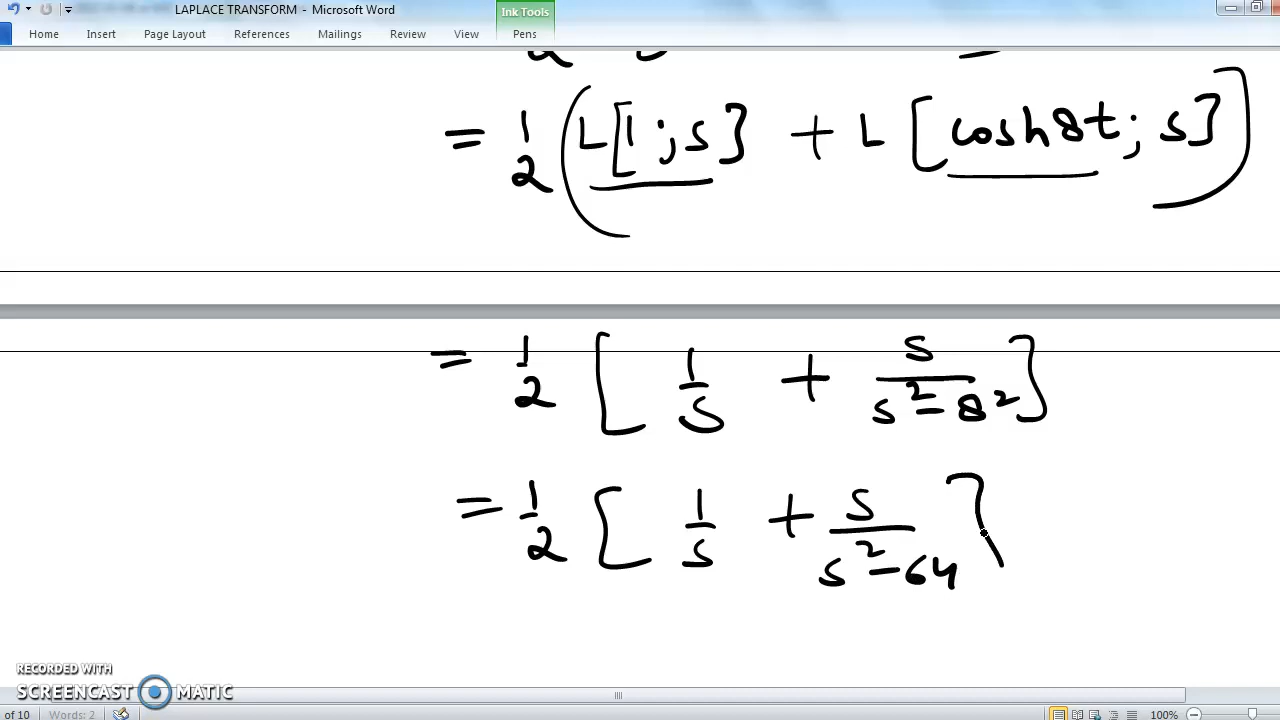 LAPLACE TRANSFORM - Microsoft Word
Ink Tools
Home Insert Page Layout References Mailings Review View Pens
= 1/2 (L[1;s] + L[cosh8t;s])
= 1/2 [1/s + s/(s²-8²)]
= 1/2 [1/s + s/(s²-64)]
RECORDED WITH
SCREENCAST MATIC
of 10 Words: 2 100%